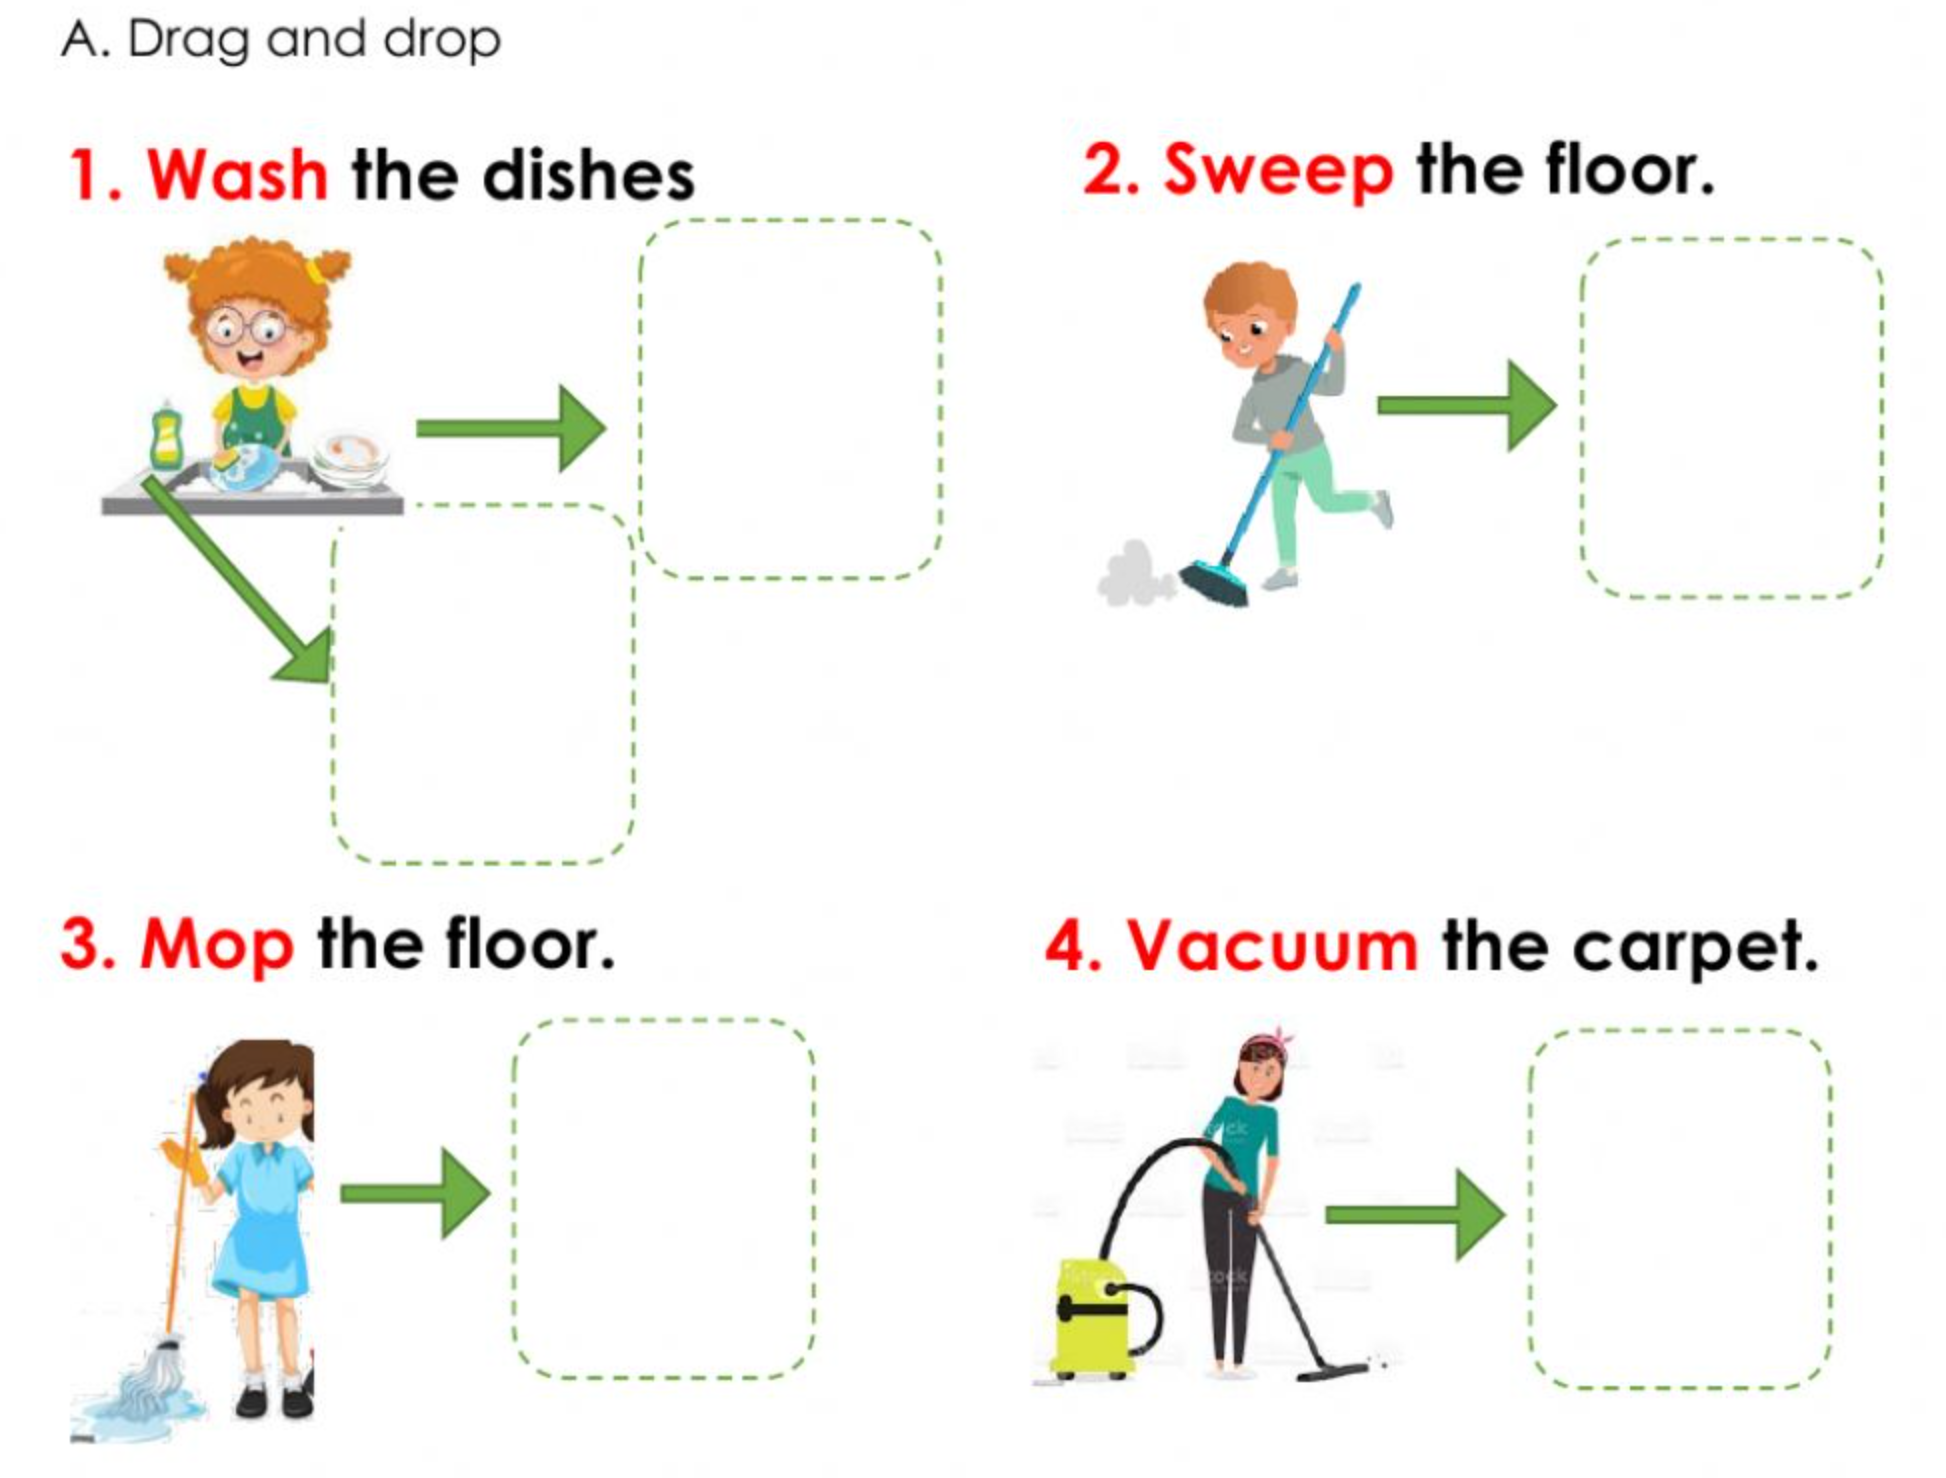 A. Drag and drop
1. Wash the dishes
2. Sweep the floor.
3. Mop the floor.
4. Vacuum the carpet.